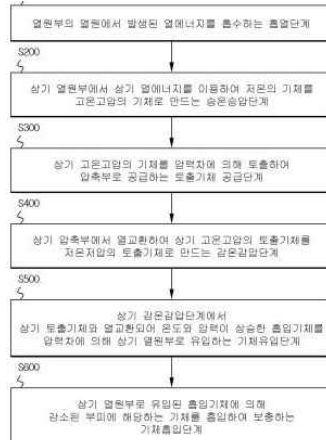 열원부의 열원에서 발생된 열에너지를 흡수하는 흡열단계
S200
상기 열원부에서 상기 열에너지를 이용하여 저온의 기체를
고온고압의 기체로 만드는 승온승압단계
S300
상기 고온고압의 기체를 압력차에 의해 토출하여
압축부로 공급하는 토출기체 공급단계
S400
상기 압축부에서 열교환하여 상기 고온고압의 토출기체를
저온저압의 토출기체로 만드는 감온감압단계
S500
상기 감온감압단계에서
상기 토출기체와 열교환되어 온도와 압력이 상승한 흡입기체를
압력차에 의해 상기 열원부로 유입하는 기체유입단계
S600
상기 열원부로 유입된 흡입기체에 의해
감소된 부피에 해당하는 기체를 흡입하여 보충하는
기체흡입단계